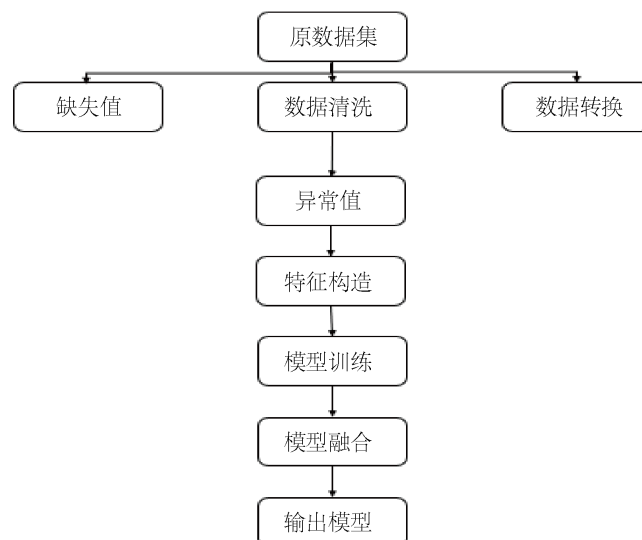 原数据集
缺失值
数据清洗
数据转换
异常值
特征构造
模型训练
模型融合
输出模型